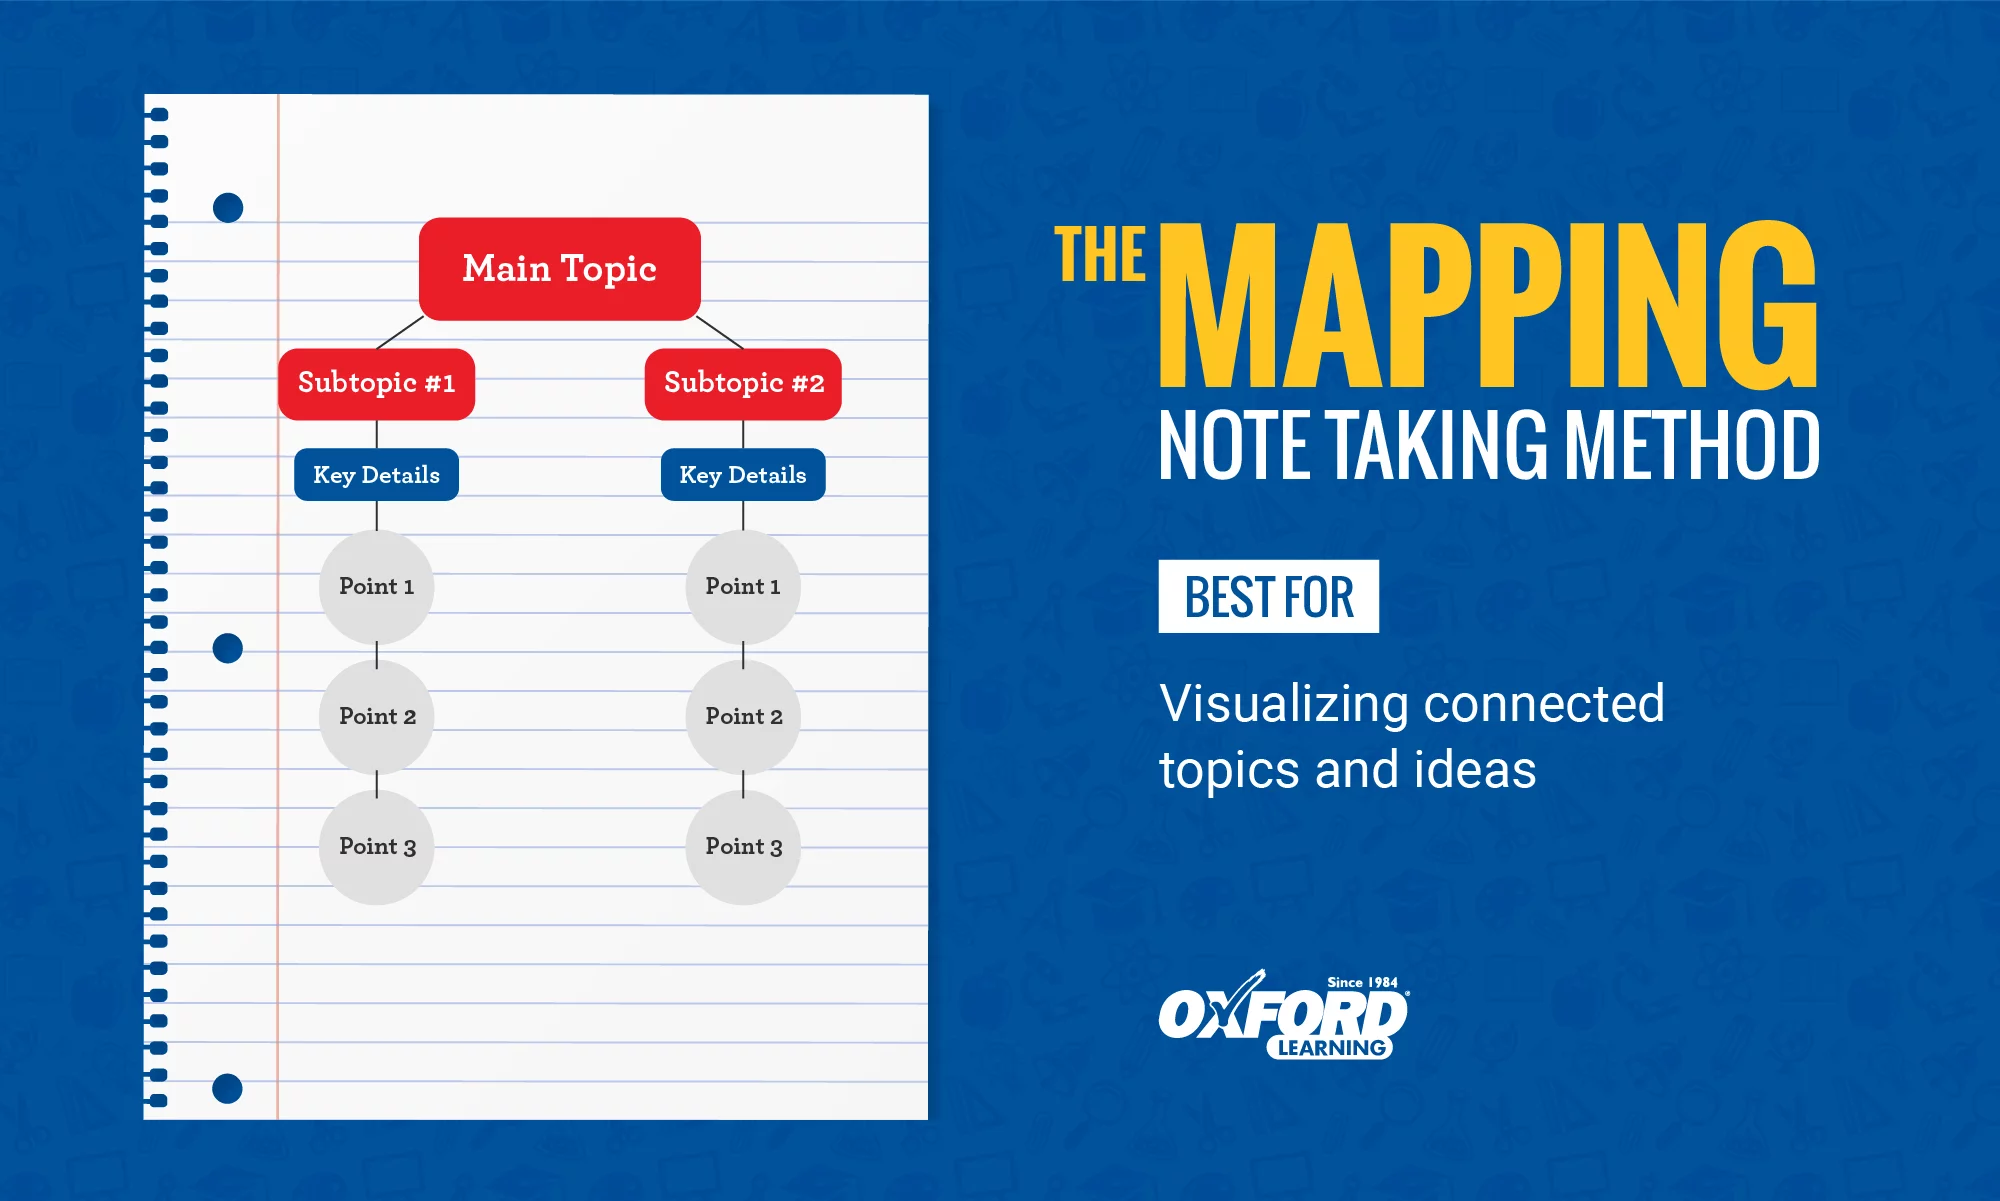 Main Topic
Subtopic #1
Key Details
Point 1
Point 2
Point 3
Subtopic #2
Key Details
Point 1
Point 2
Point 3
THE MAPPING
NOTE TAKING METHOD
BEST FOR
Visualizing connected
topics and ideas
Since 1984
OXFORD®
LEARNING